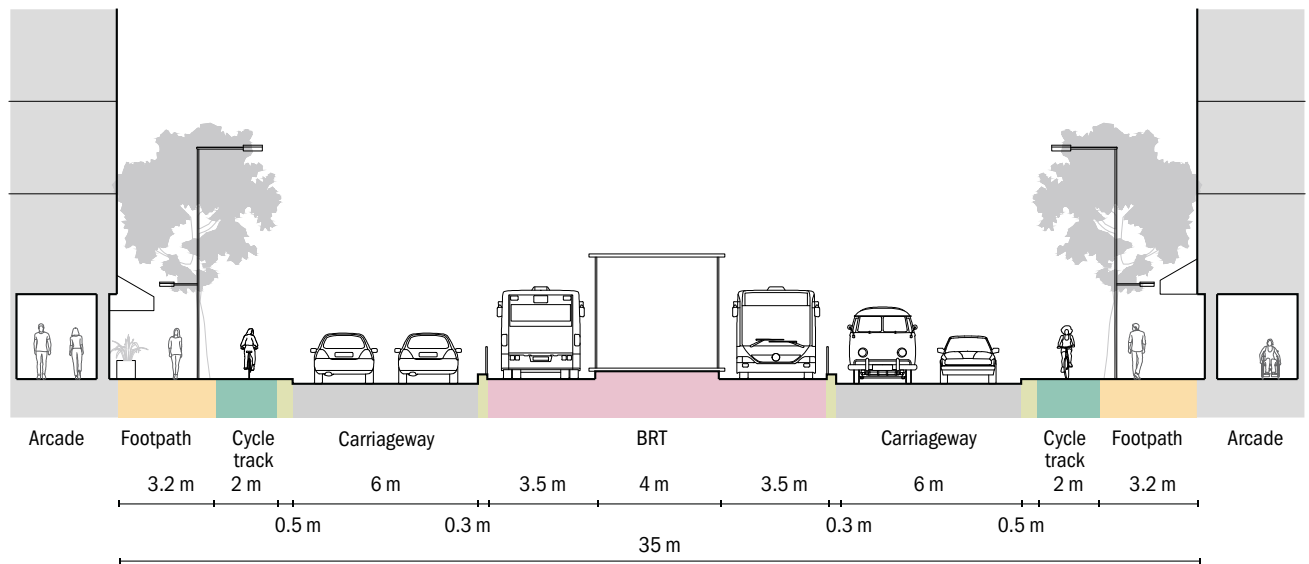 Arcade Footpath Cycle Carriageway BRT Carriageway Cycle Footpath Arcade
track track
3.2 m 2 m 6 m 3.5 m 4 m 3.5 m 6 m 2 m 3.2 m
0.5 m 0.3 m 0.3 m 0.5 m
35 m